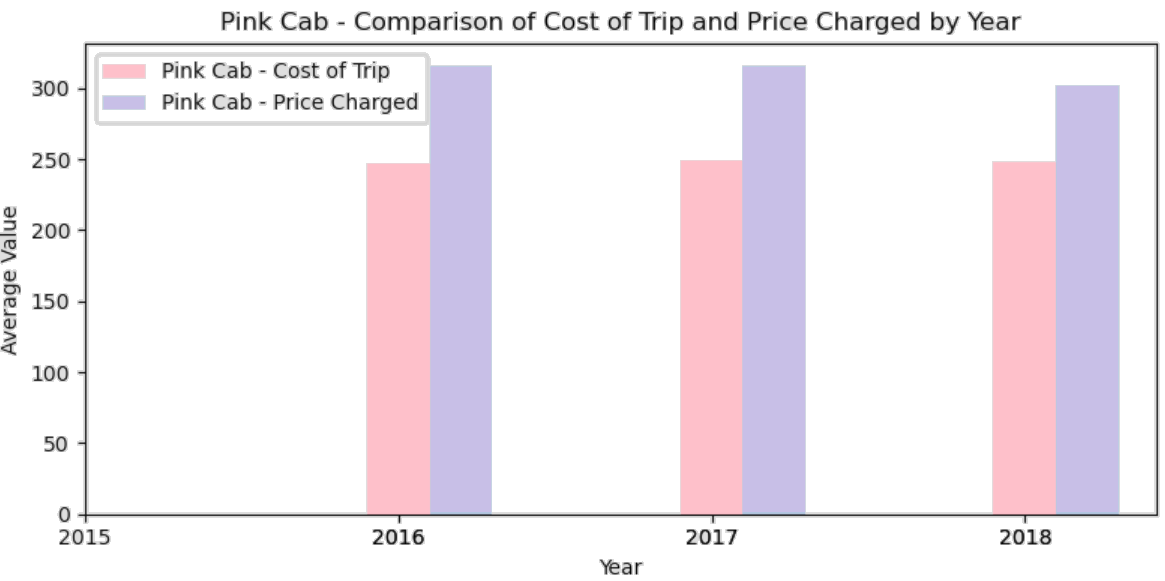 Pink Cab - Comparison of Cost of Trip and Price Charged by Year
Pink Cab - Cost of Trip
Pink Cab - Price Charged
300
250
200
150
100
50
0
Average Value
2015
2016
2017
2018
Year